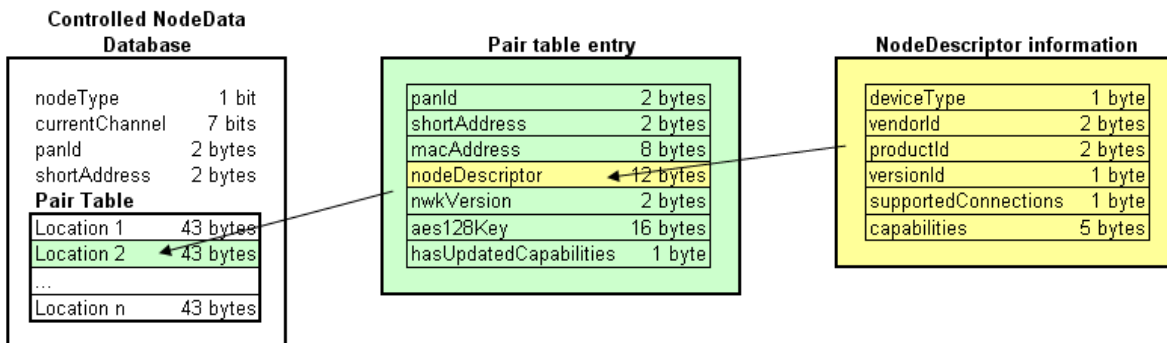 Controlled NodeData
Database
nodeType 1 bit
currentChannel 7 bits
panId 2 bytes
shortAddress 2 bytes
Pair Table
Location 1 43 bytes
Location 2 43 bytes
...
Location n 43 bytes
Pair table entry
panId 2 bytes
shortAddress 2 bytes
macAddress 8 bytes
nodeDescriptor 12 bytes
nwkVersion 2 bytes
aes128Key 16 bytes
hasUpdatedCapabilities 1 byte
NodeDescriptor information
deviceType 1 byte
vendorId 2 bytes
productId 2 bytes
versionId 1 byte
supportedConnections 1 byte
capabilities 5 bytes